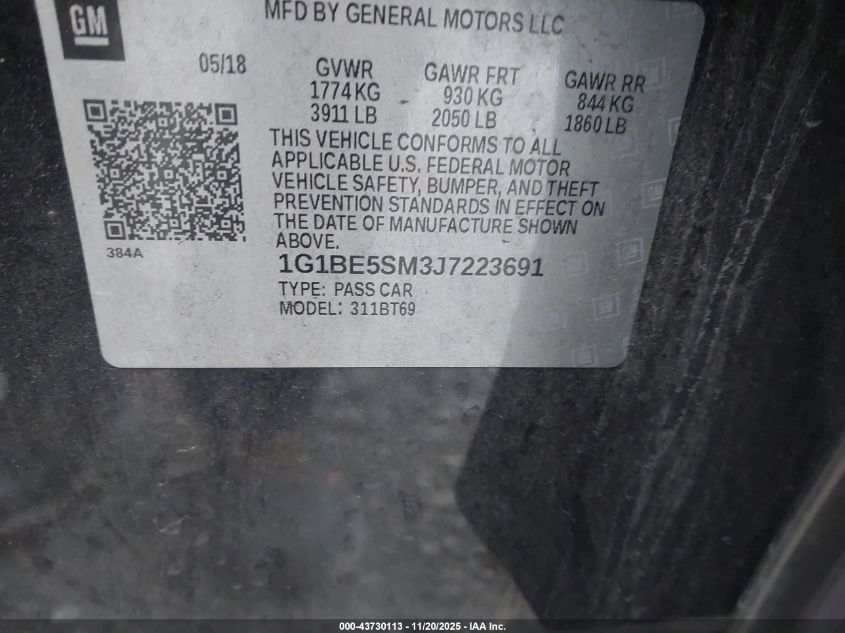 GM
MFD BY GENERAL MOTORS LLC
05/18
GVWR
1774 KG
3911 LB
GAWR FRT
930 KG
2050 LB
GAWR RR
844 KG
1860 LB
THIS VEHICLE CONFORMS TO ALL
APPLICABLE U.S. FEDERAL MOTOR
VEHICLE SAFETY, BUMPER, AND THEFT
PREVENTION STANDARDS IN EFFECT ON
THE DATE OF MANUFACTURE SHOWN
ABOVE.
384A
1G1BE5SM3J7223691
TYPE: PASS CAR
MODEL: 311BT69
000-43730113 - 11/20/2025 - IAA Inc.